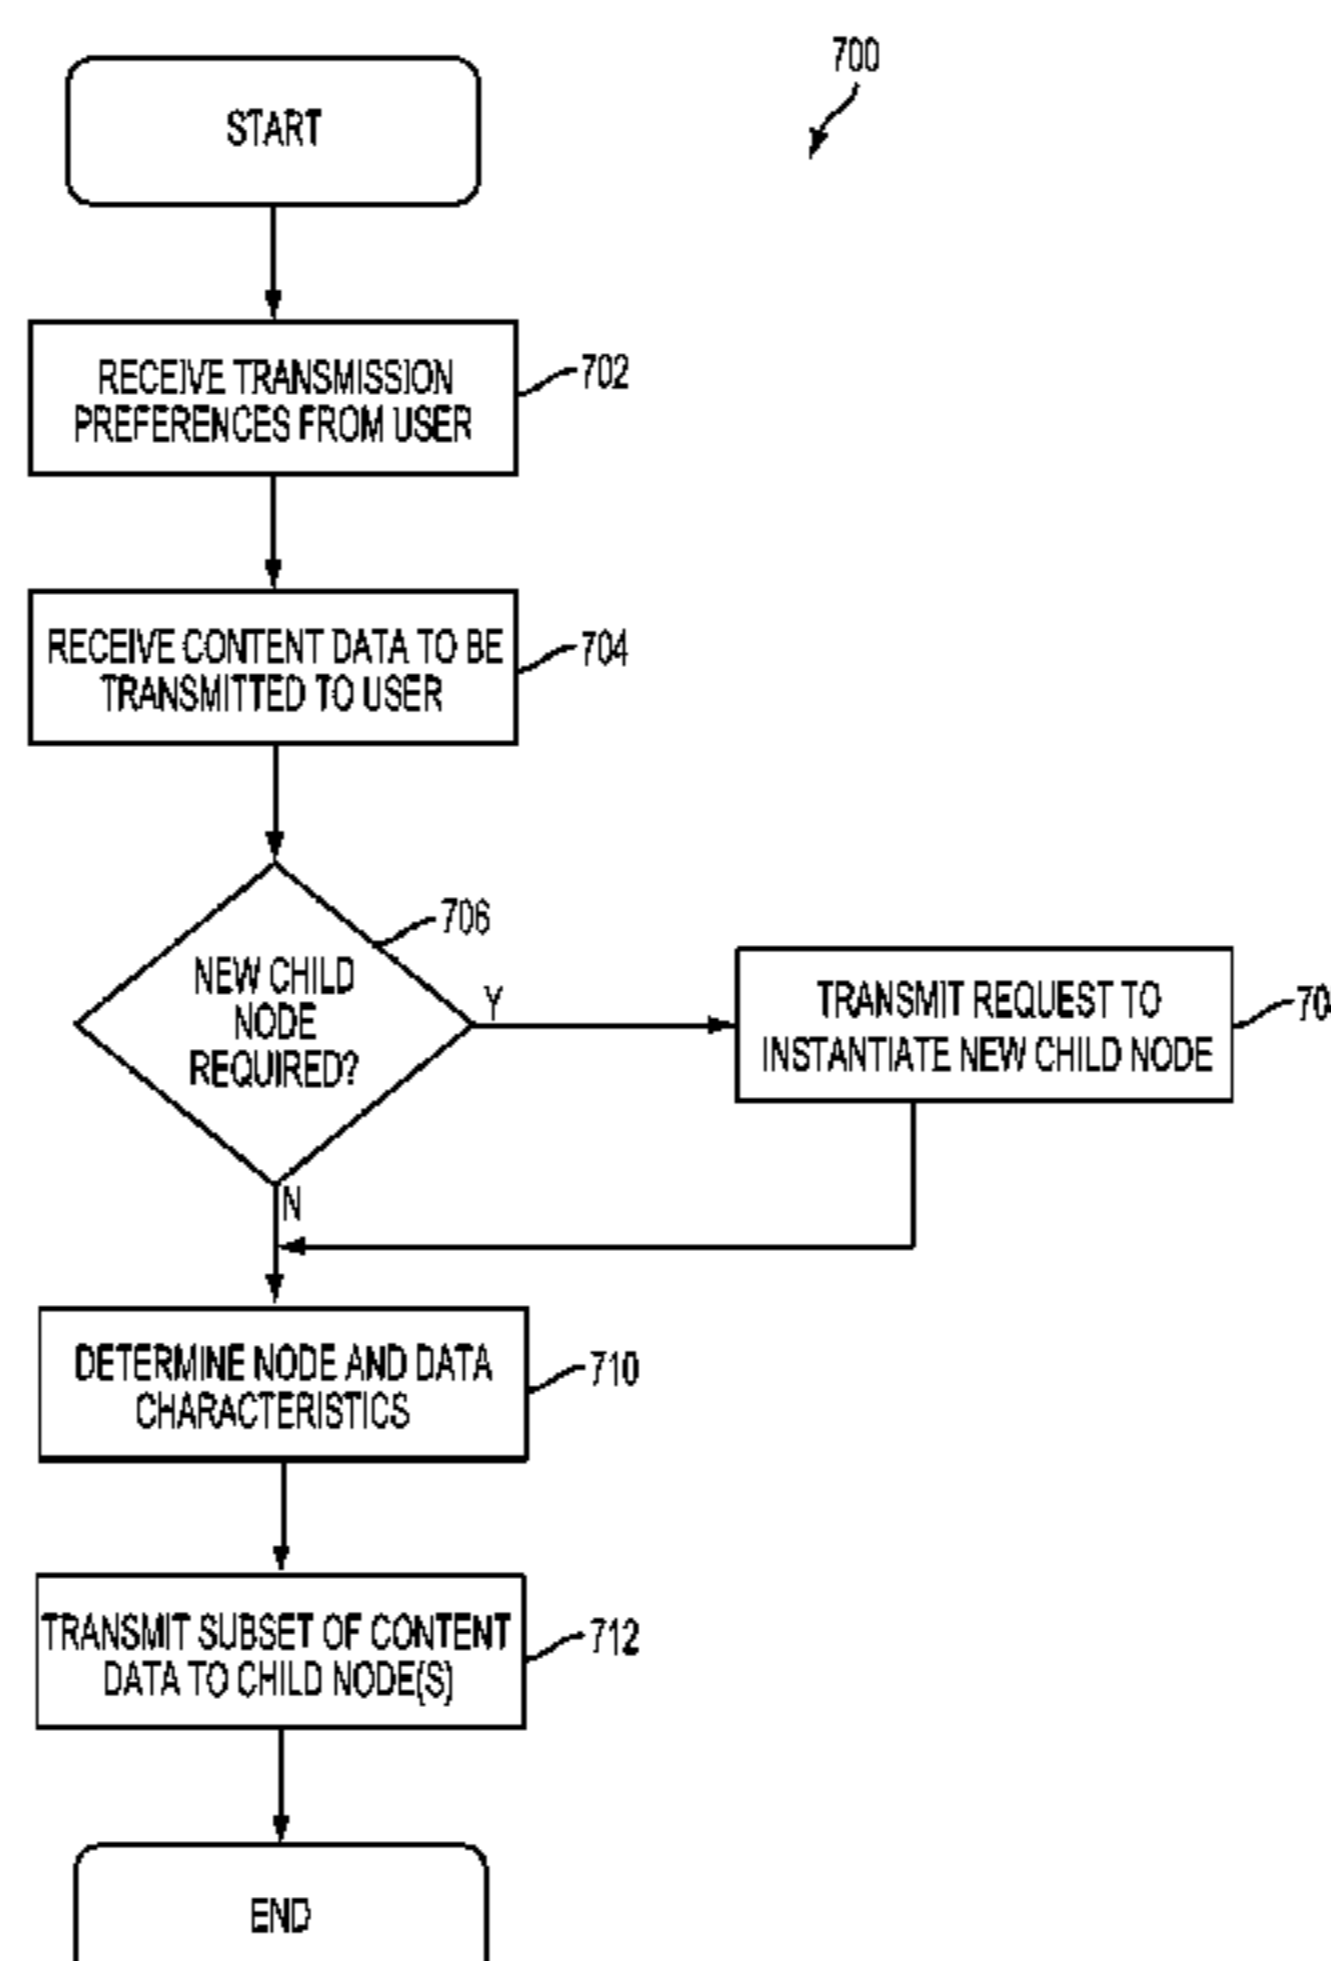 700
START
RECEIVE TRANSMISSION
PREFERENCES FROM USER
702
RECEIVE CONTENT DATA TO BE
TRANSMITTED TO USER
704
706
NEW CHILD
NODE
REQUIRED?
Y
TRANSMIT REQUEST TO
INSTANTIATE NEW CHILD NODE
N
DETERMINE NODE AND DATA
CHARACTERISTICS
710
TRANSMIT SUBSET OF CONTENT
DATA TO CHILD NODE(S)
712
END